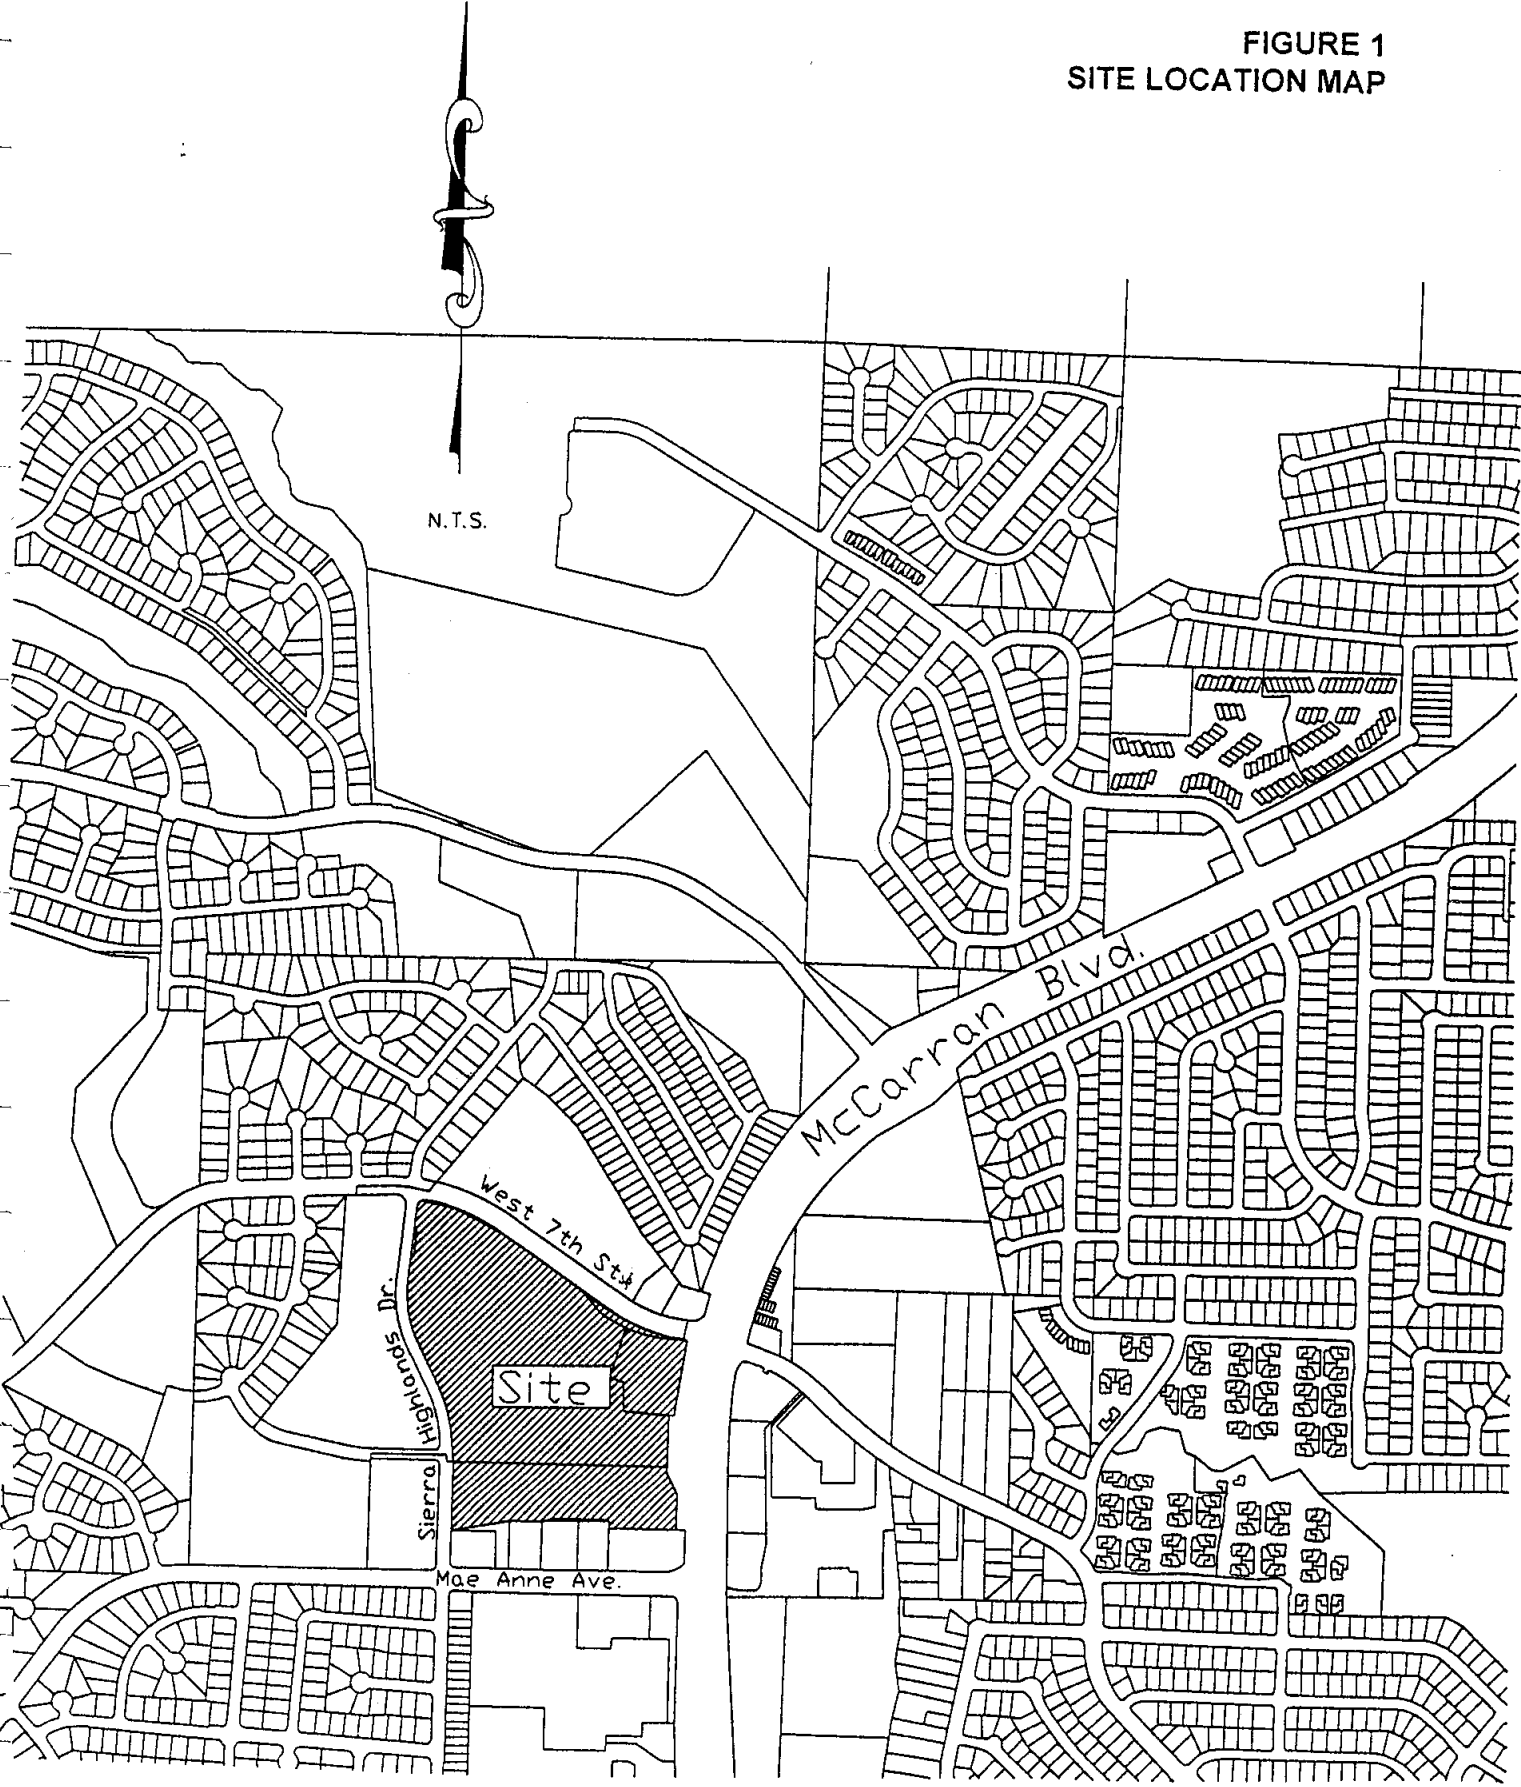 FIGURE 1
SITE LOCATION MAP
N.T.S.
McCarran Blvd.
West 7th St.
Sierra Highlands Dr.
Site
Mae Anne Ave.